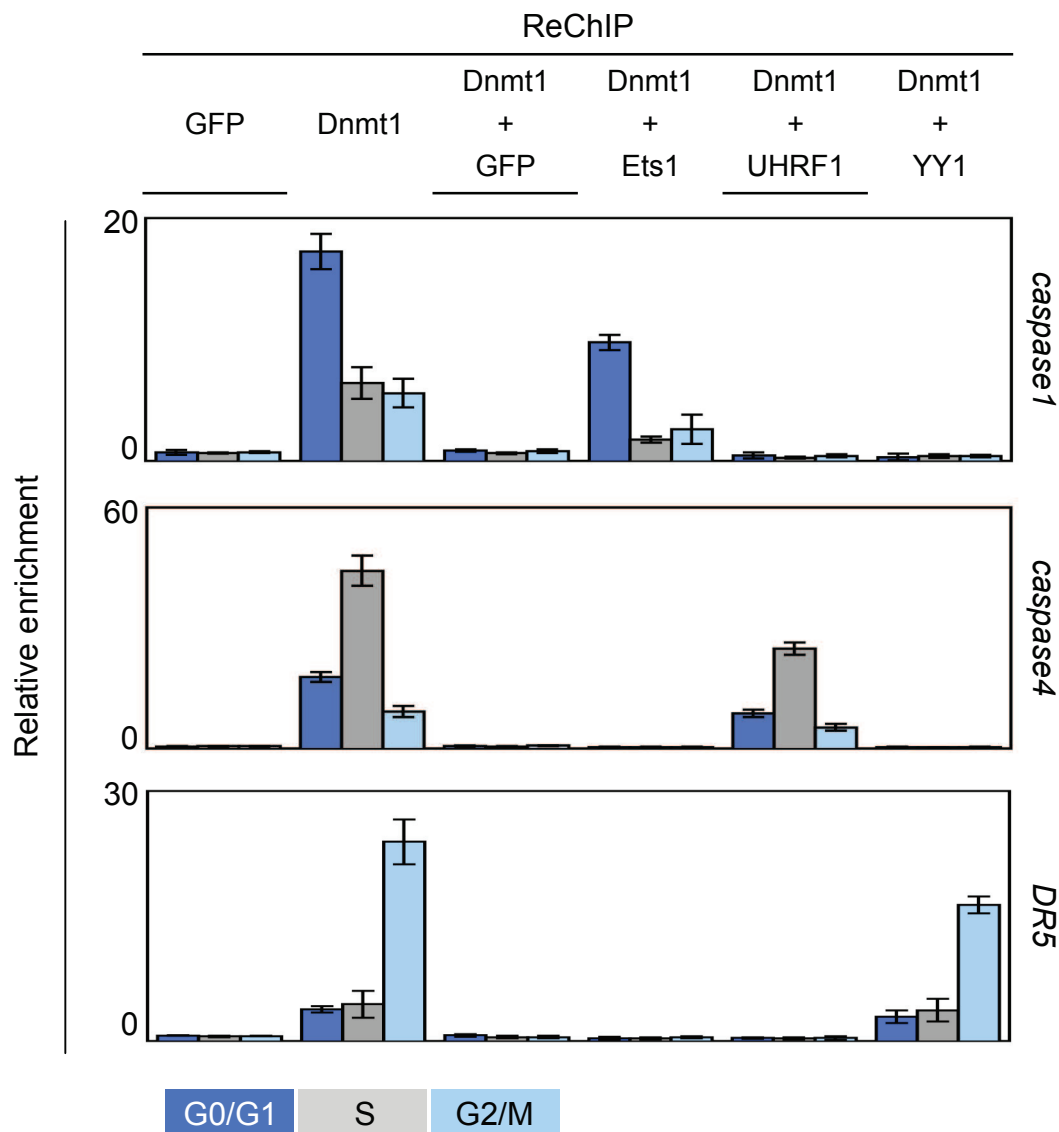 ReChIP
GFP
Dnmt1
Dnmt1
+
GFP
Dnmt1
+
Ets1
Dnmt1
+
UHRF1
Dnmt1
+
YY1
Relative enrichment
20
0
caspase1
60
0
caspase4
30
0
DR5
G0/G1
S
G2/M